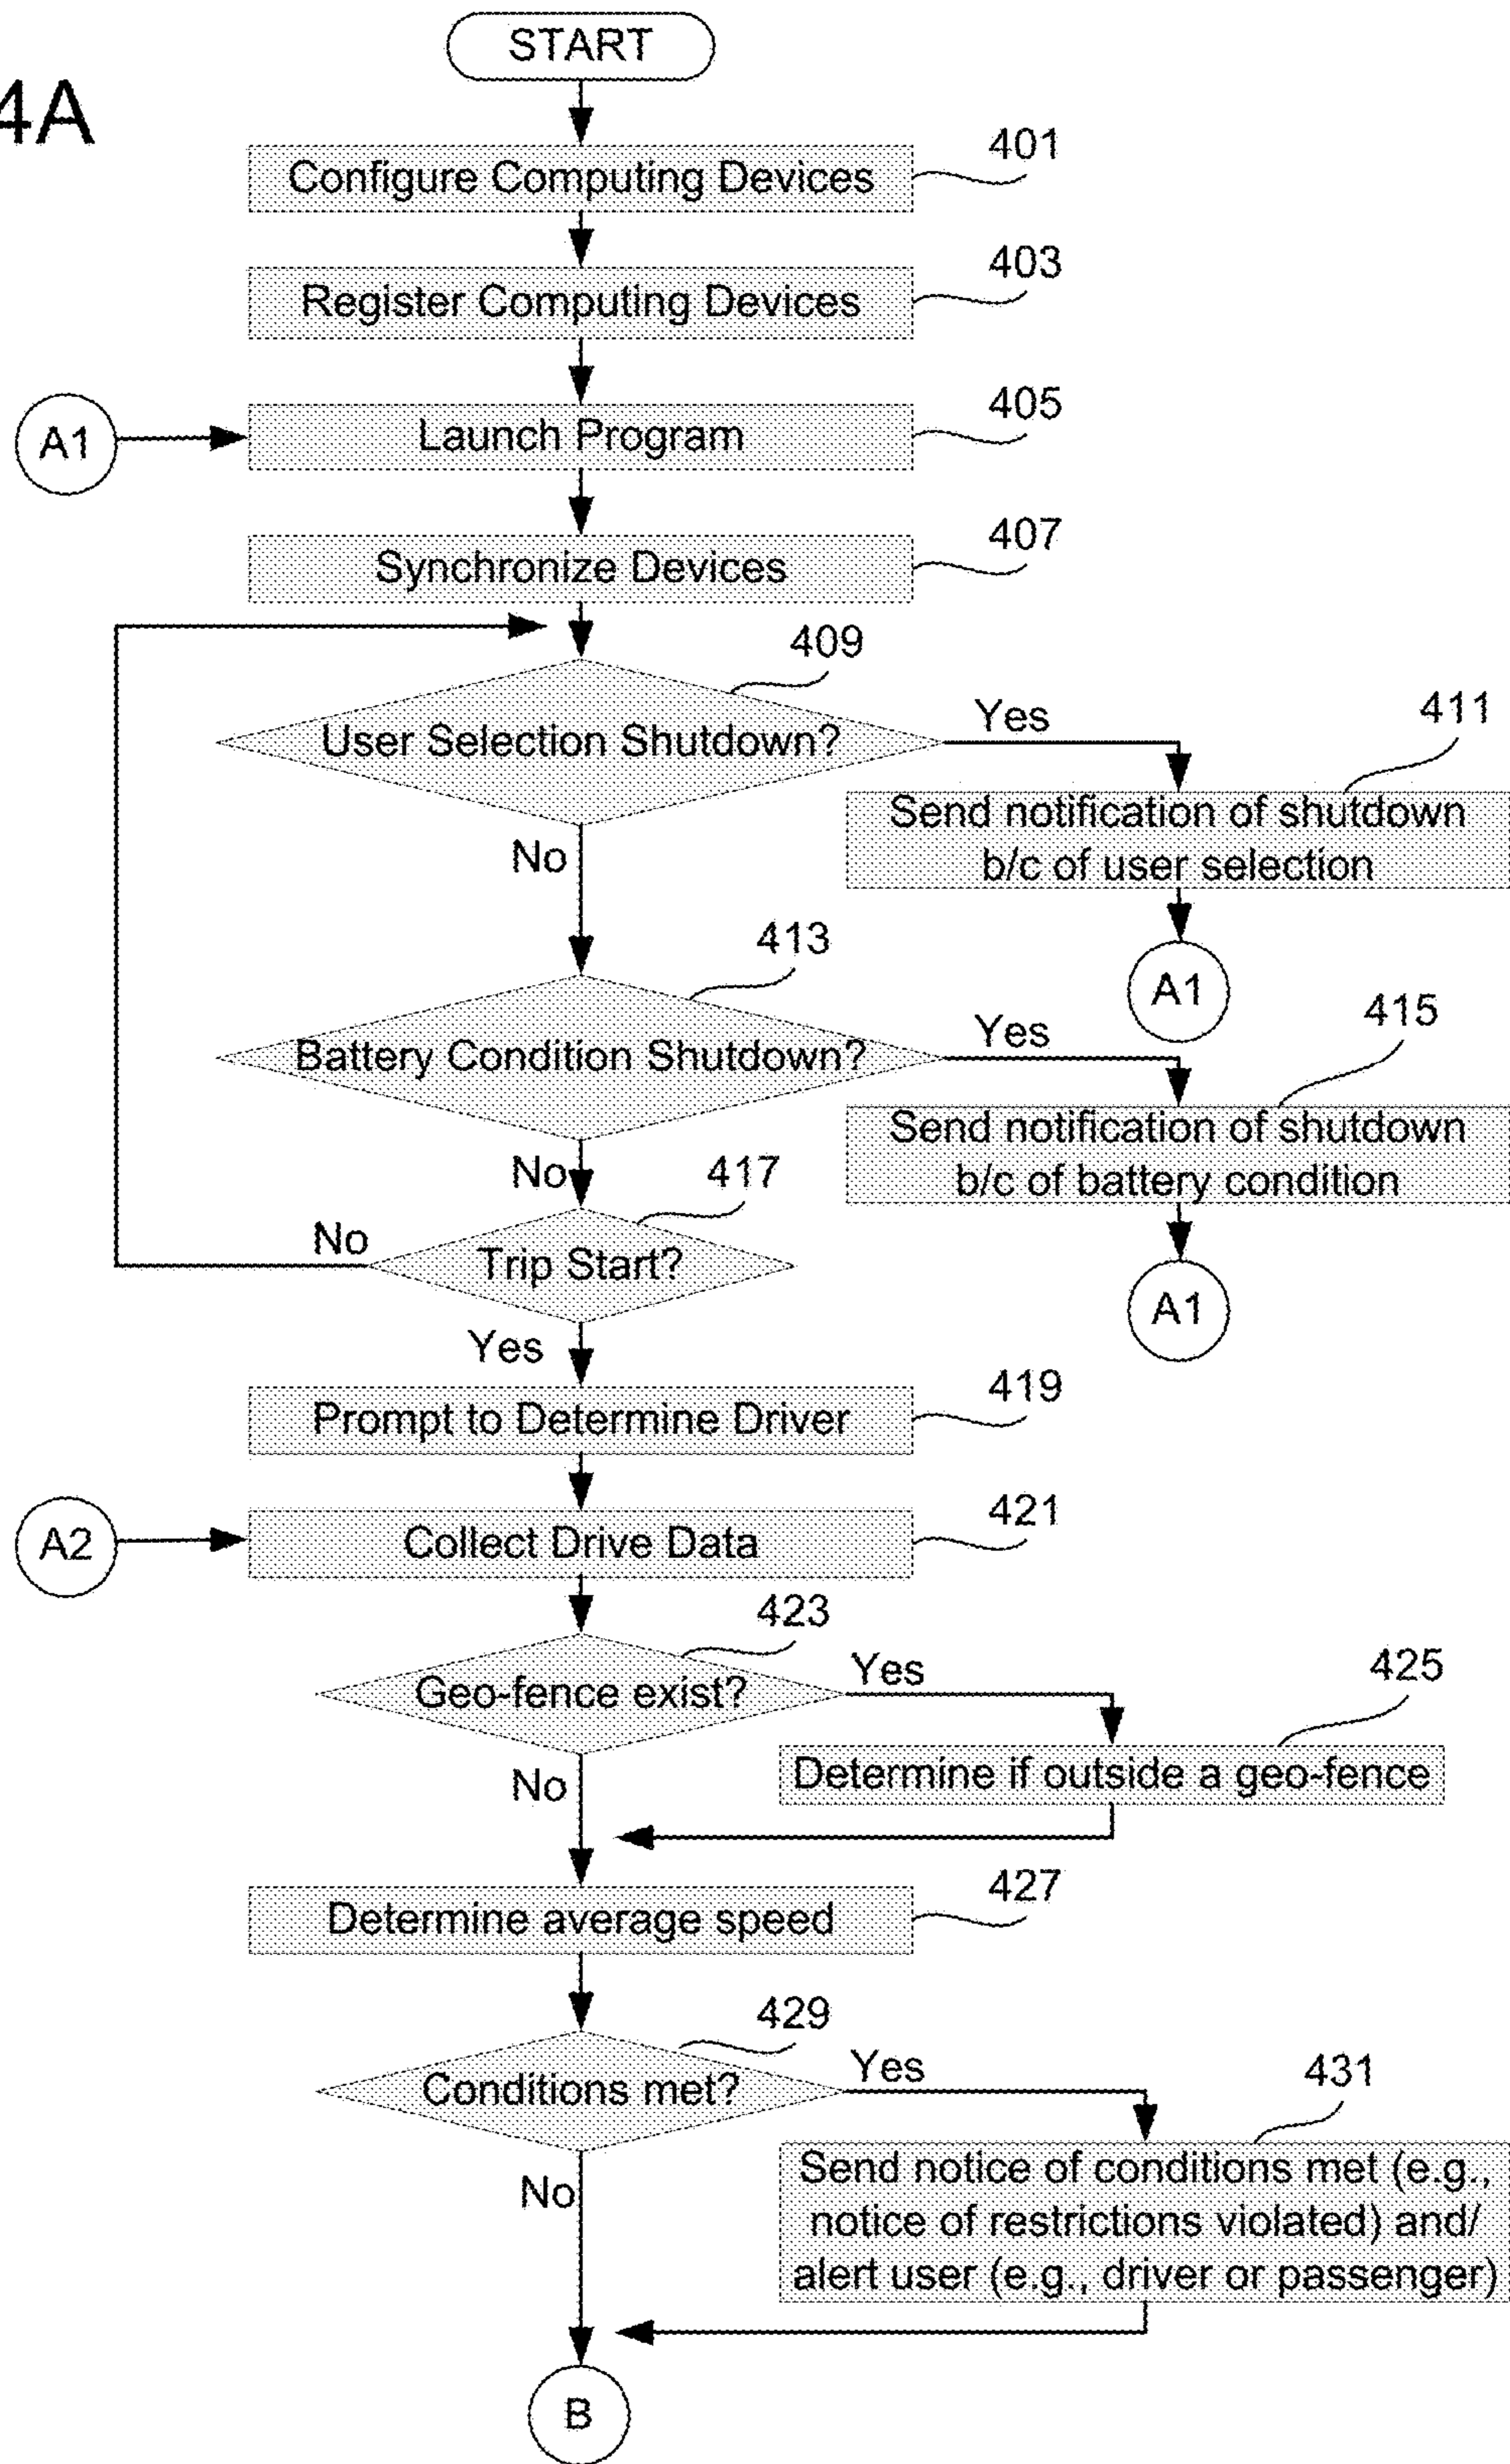 4A
START
Configure Computing Devices
401
Register Computing Devices
403
A1
Launch Program
405
Synchronize Devices
407
409
User Selection Shutdown?
Yes
411
Send notification of shutdown
b/c of user selection
No
A1
413
Battery Condition Shutdown?
Yes
415
Send notification of shutdown
b/c of battery condition
No
A1
417
Trip Start?
No
Yes
Prompt to Determine Driver
419
A2
Collect Drive Data
421
423
Geo-fence exist?
Yes
425
Determine if outside a geo-fence
No
Determine average speed
427
429
Conditions met?
Yes
431
Send notice of conditions met (e.g.,
notice of restrictions violated) and/
alert user (e.g., driver or passenger)
No
B